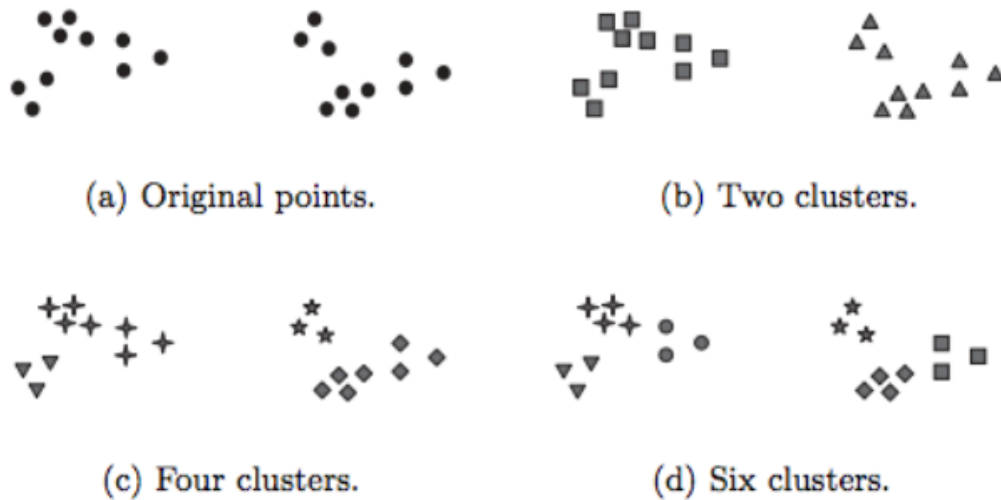 (a) Original points.
(b) Two clusters.
(c) Four clusters.
(d) Six clusters.